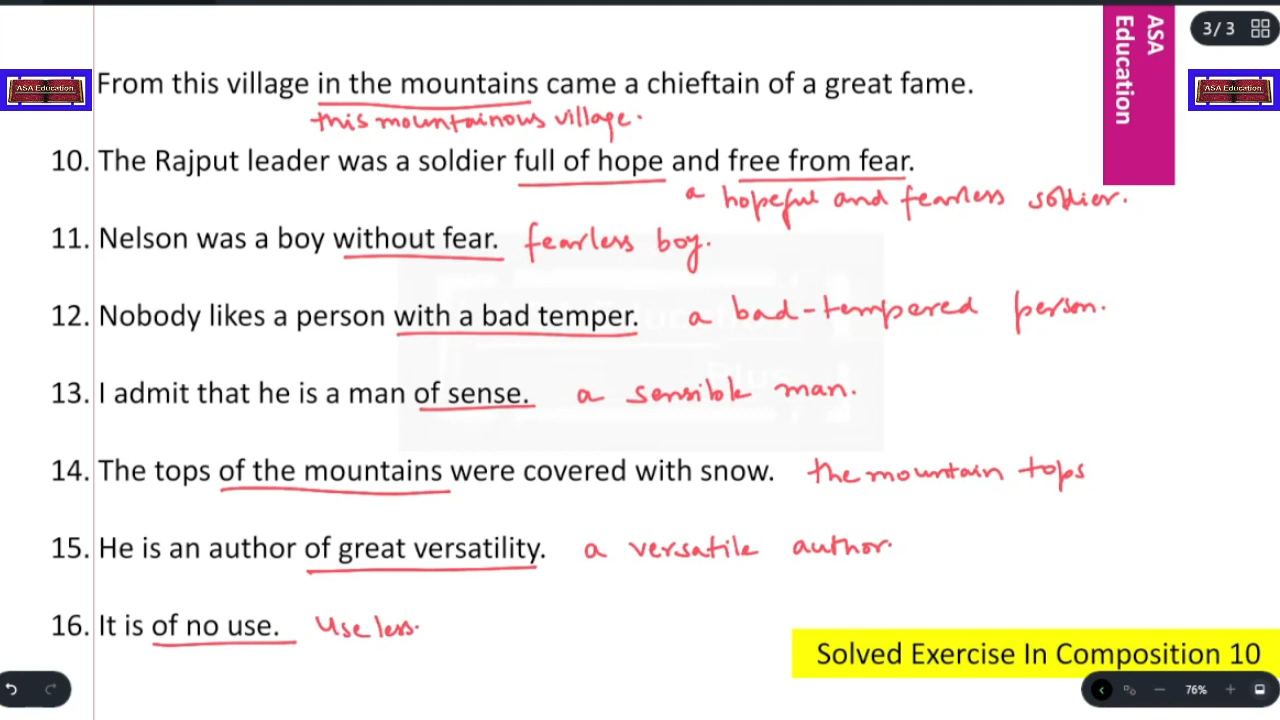 ASA
Education
3/3
ASA Education.
ASA Education.
From this village in the mountains came a chieftain of a great fame.
this mountainous village.
10. The Rajput leader was a soldier full of hope and free from fear.
a hopeful and fearless soldier.
11. Nelson was a boy without fear. fearless boy.
12. Nobody likes a person with a bad temper. a bad-tempered person.
13. I admit that he is a man of sense. a sensible man.
14. The tops of the mountains were covered with snow. the mountain tops
15. He is an author of great versatility. a versatile author.
16. It is of no use. useless.
Solved Exercise In Composition 10
76%